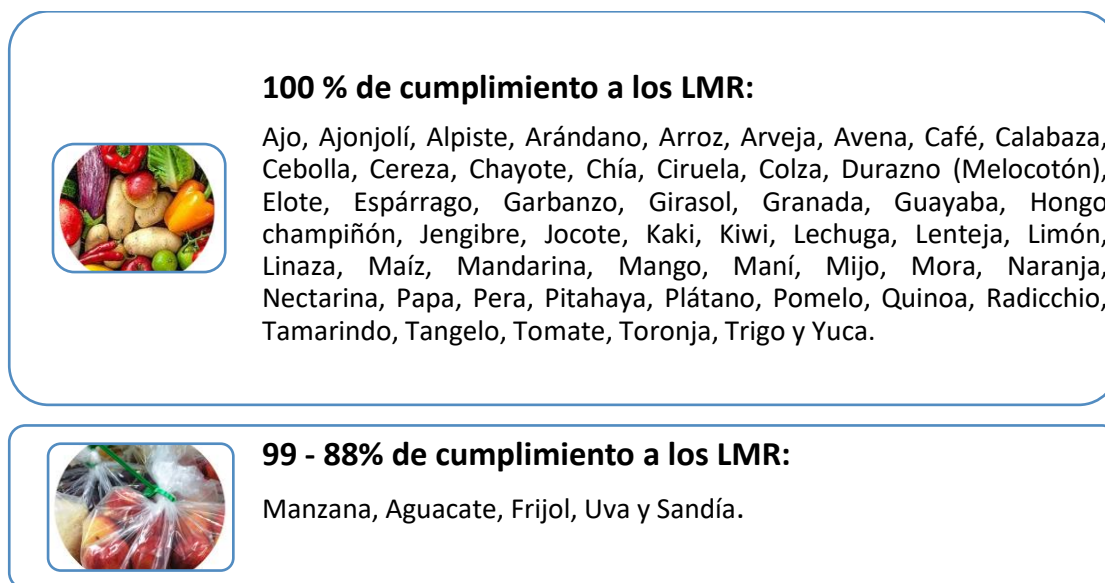 100 % de cumplimiento a los LMR:
Ajo, Ajonjolí, Alpiste, Arándano, Arroz, Arveja, Avena, Café, Calabaza,
Cebolla, Cereza, Chayote, Chía, Ciruela, Colza, Durazno (Melocotón),
Elote, Espárrago, Garbanzo, Girasol, Granada, Guayaba, Hongo
champiñón, Jengibre, Jocote, Kaki, Kiwi, Lechuga, Lenteja, Limón,
Linaza, Maíz, Mandarina, Mango, Maní, Mijo, Mora, Naranja,
Nectarina, Papa, Pera, Pitahaya, Plátano, Pomelo, Quinoa, Radicchio,
Tamarindo, Tangelo, Tomate, Toronja, Trigo y Yuca.
99 - 88% de cumplimiento a los LMR:
Manzana, Aguacate, Frijol, Uva y Sandía.